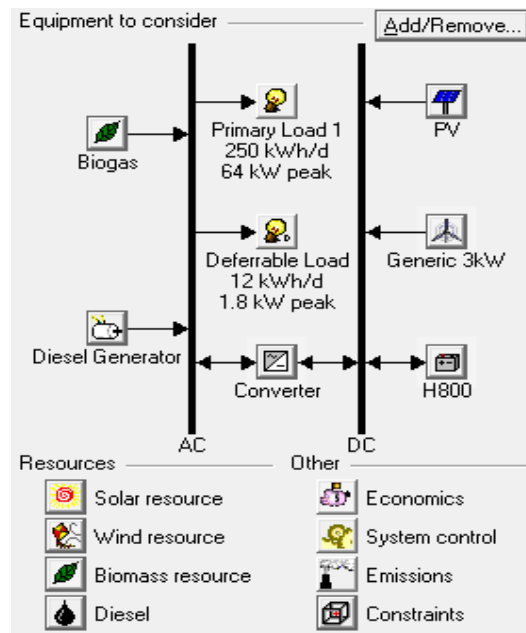 Equipment to consider
Add/Remove...
Biogas
Primary Load 1
250 kWh/d
64 kW peak
PV
Deferrable Load
12 kWh/d
1.8 kW peak
Generic 3kW
Diesel Generator
Converter
H800
AC
DC
Resources
Other
Solar resource
Economics
Wind resource
System control
Biomass resource
Emissions
Diesel
Constraints